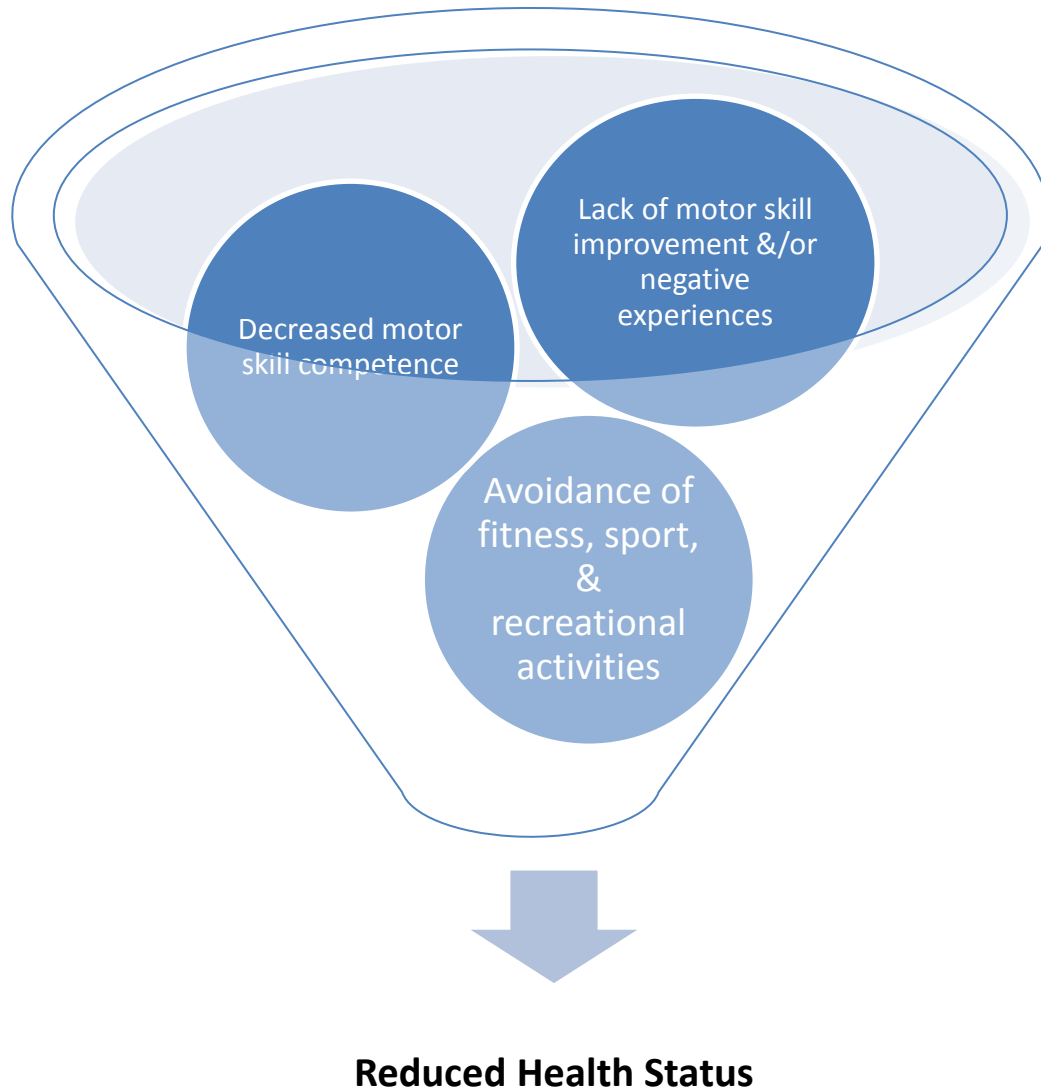 Lack of motor skill
improvement &/or
negative
experiences
Decreased motor
skill competence
Avoidance of
fitness, sport,
&
recreational
activities
Reduced Health Status